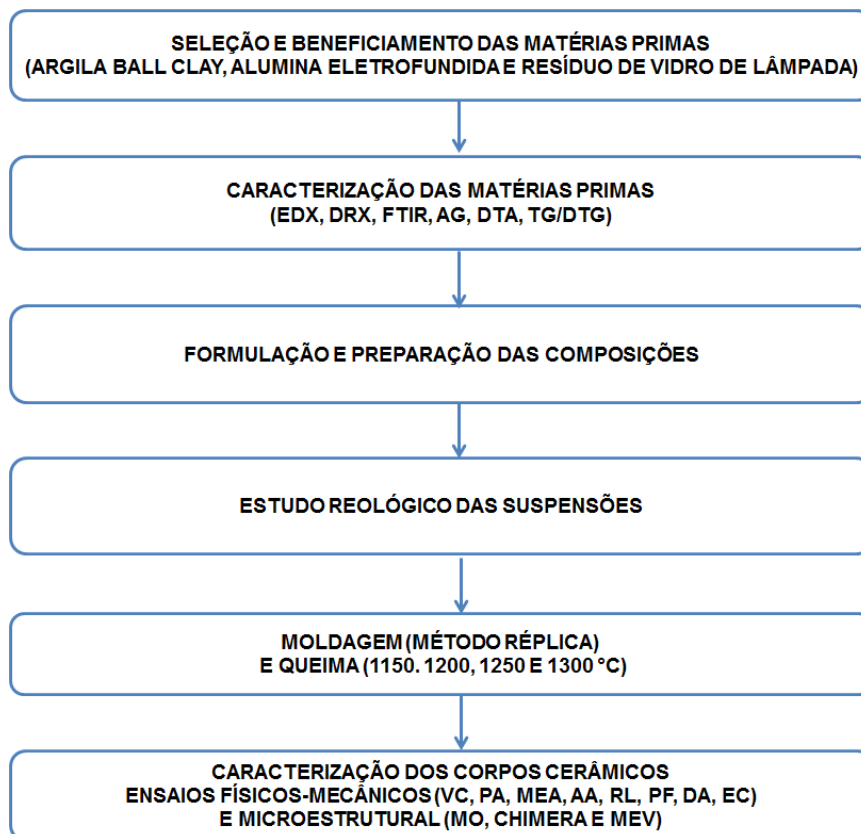 SELEÇÃO E BENEFICIAMENTO DAS MATÉRIAS PRIMAS
(ARGILA BALL CLAY, ALUMINA ELETROFUNDIDA E RESÍDUO DE VIDRO DE LÂMPADA)
CARACTERIZAÇÃO DAS MATÉRIAS PRIMAS
(EDX, DRX, FTIR, AG, DTA, TG/DTG)
FORMULAÇÃO E PREPARAÇÃO DAS COMPOSIÇÕES
ESTUDO REOLÓGICO DAS SUSPENSÕES
MOLDAGEM (MÉTODO RÉPLICA)
E QUEIMA (1150. 1200, 1250 E 1300 °C)
CARACTERIZAÇÃO DOS CORPOS CERÂMICOS
ENSAIOS FÍSICOS-MECÂNICOS (VC, PA, MEA, AA, RL, PF, DA, EC)
E MICROESTRUTURAL (MO, CHIMERA E MEV)